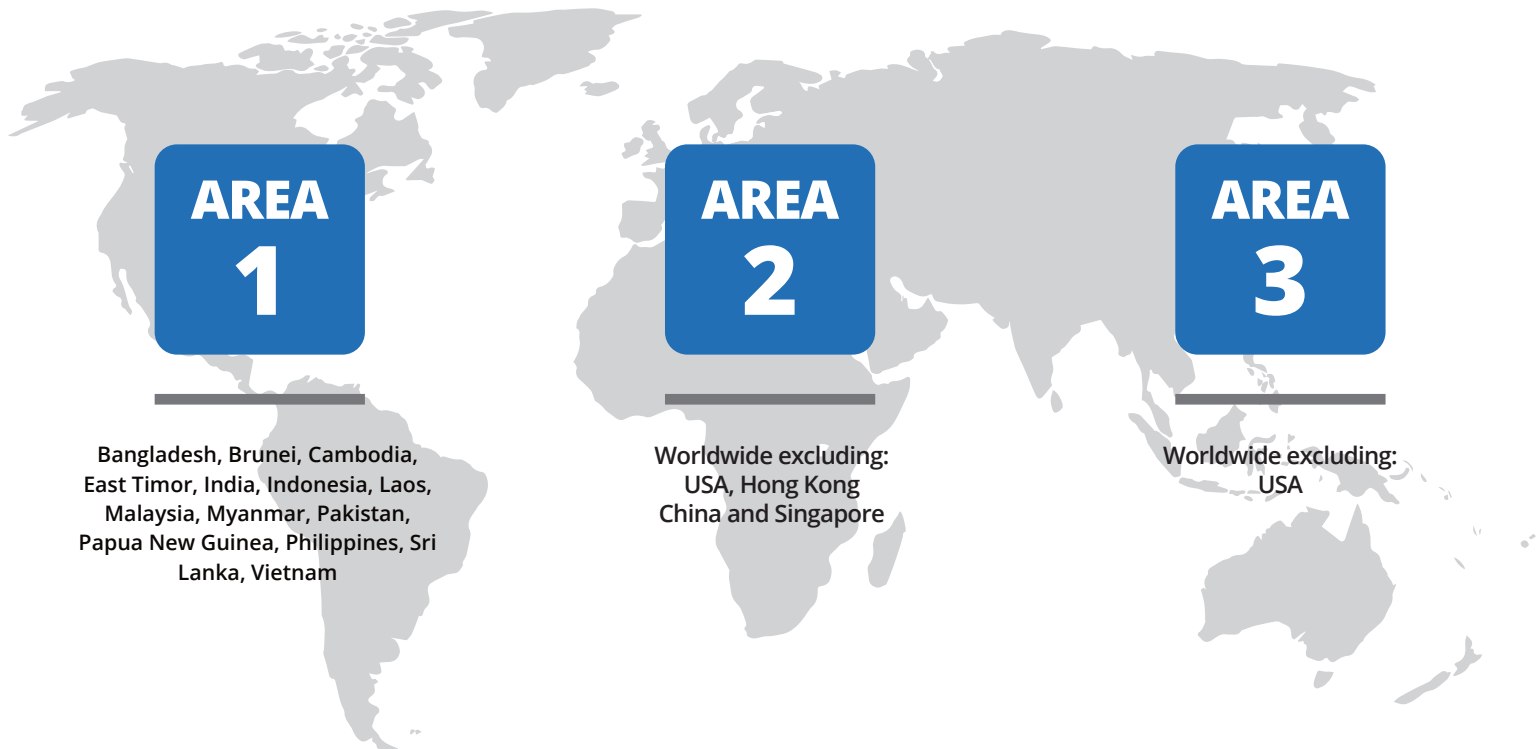 AREA
1
Bangladesh, Brunei, Cambodia,
East Timor, India, Indonesia, Laos,
Malaysia, Myanmar, Pakistan,
Papua New Guinea, Philippines, Sri
Lanka, Vietnam
AREA
2
Worldwide excluding:
USA, Hong Kong
China and Singapore
AREA
3
Worldwide excluding:
USA